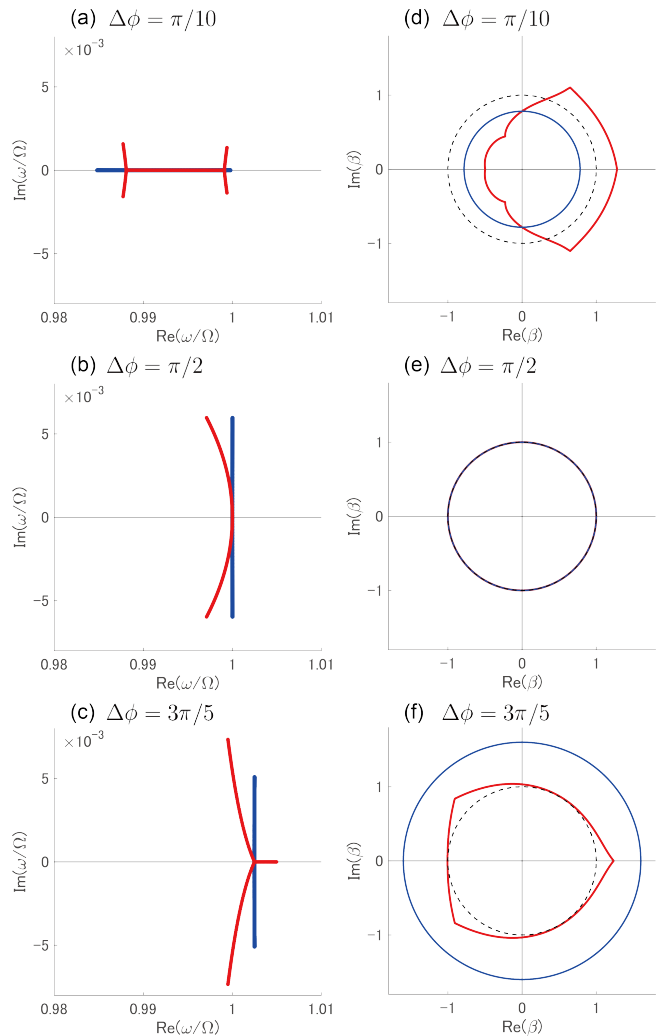 (a) Δϕ = π/10
×10⁻³
5
0
−5
Im(ω/Ω)
0.98 0.99 1 1.01
Re(ω/Ω)
(d) Δϕ = π/10
1
0
−1
Im(β)
−1 0 1
Re(β)
(b) Δϕ = π/2
×10⁻³
5
0
−5
Im(ω/Ω)
0.98 0.99 1 1.01
Re(ω/Ω)
(e) Δϕ = π/2
1
0
−1
Im(β)
−1 0 1
Re(β)
(c) Δϕ = 3π/5
×10⁻³
5
0
−5
Im(ω/Ω)
0.98 0.99 1 1.01
Re(ω/Ω)
(f) Δϕ = 3π/5
1
0
−1
Im(β)
−1 0 1
Re(β)